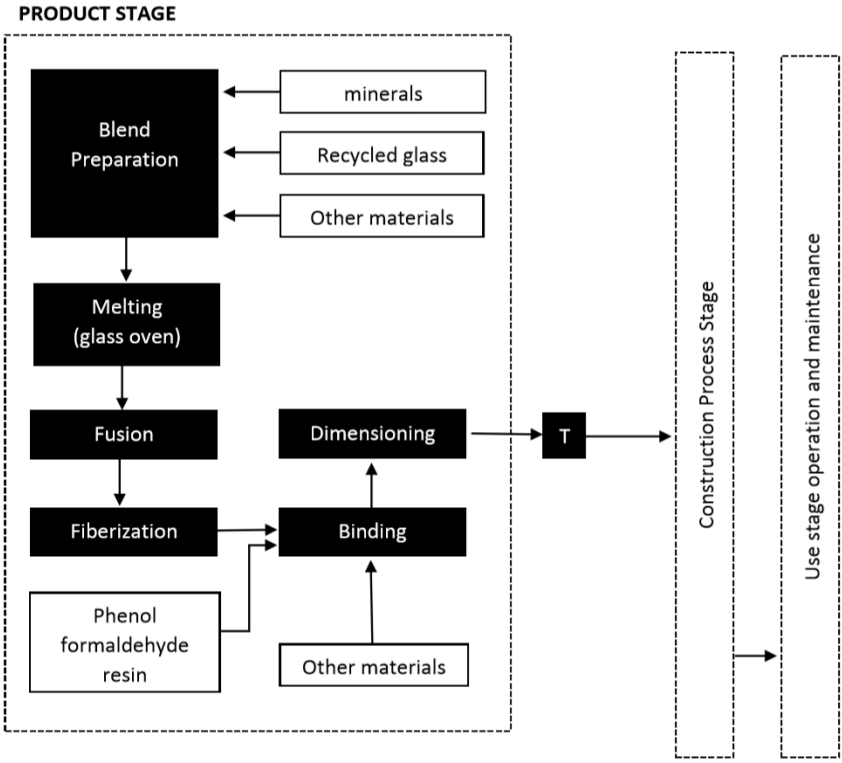 PRODUCT STAGE
Blend
Preparation
minerals
Recycled glass
Other materials
Melting
(glass oven)
Fusion
Dimensioning
T
Fiberization
Binding
Phenol
formaldehyde
resin
Other materials
Construction Process Stage
Use stage operation and maintenance